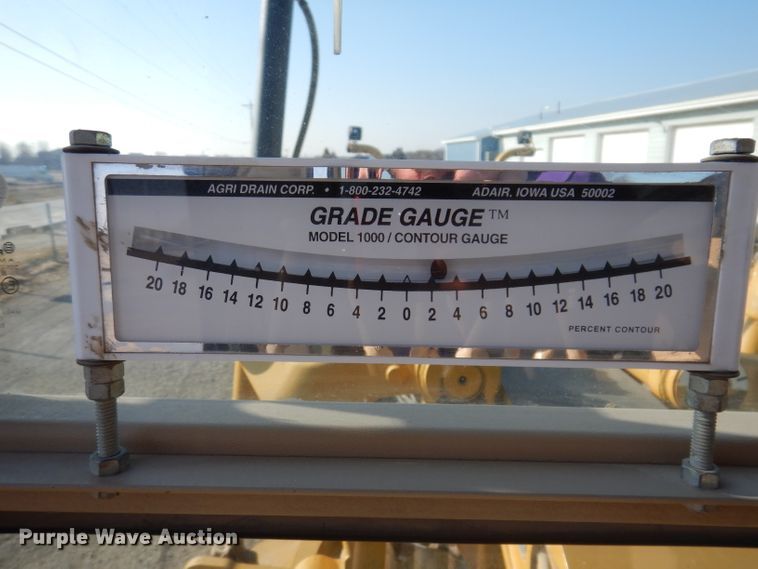 AGRI DRAIN CORP. • 1-800-232-4742 ADAIR, IOWA USA 50002
GRADE GAUGE™
MODEL 1000 / CONTOUR GAUGE
20 18 16 14 12 10 8 6 4 2 0 2 4 6 8 10 12 14 16 18 20
PERCENT CONTOUR
Purple Wave Auction